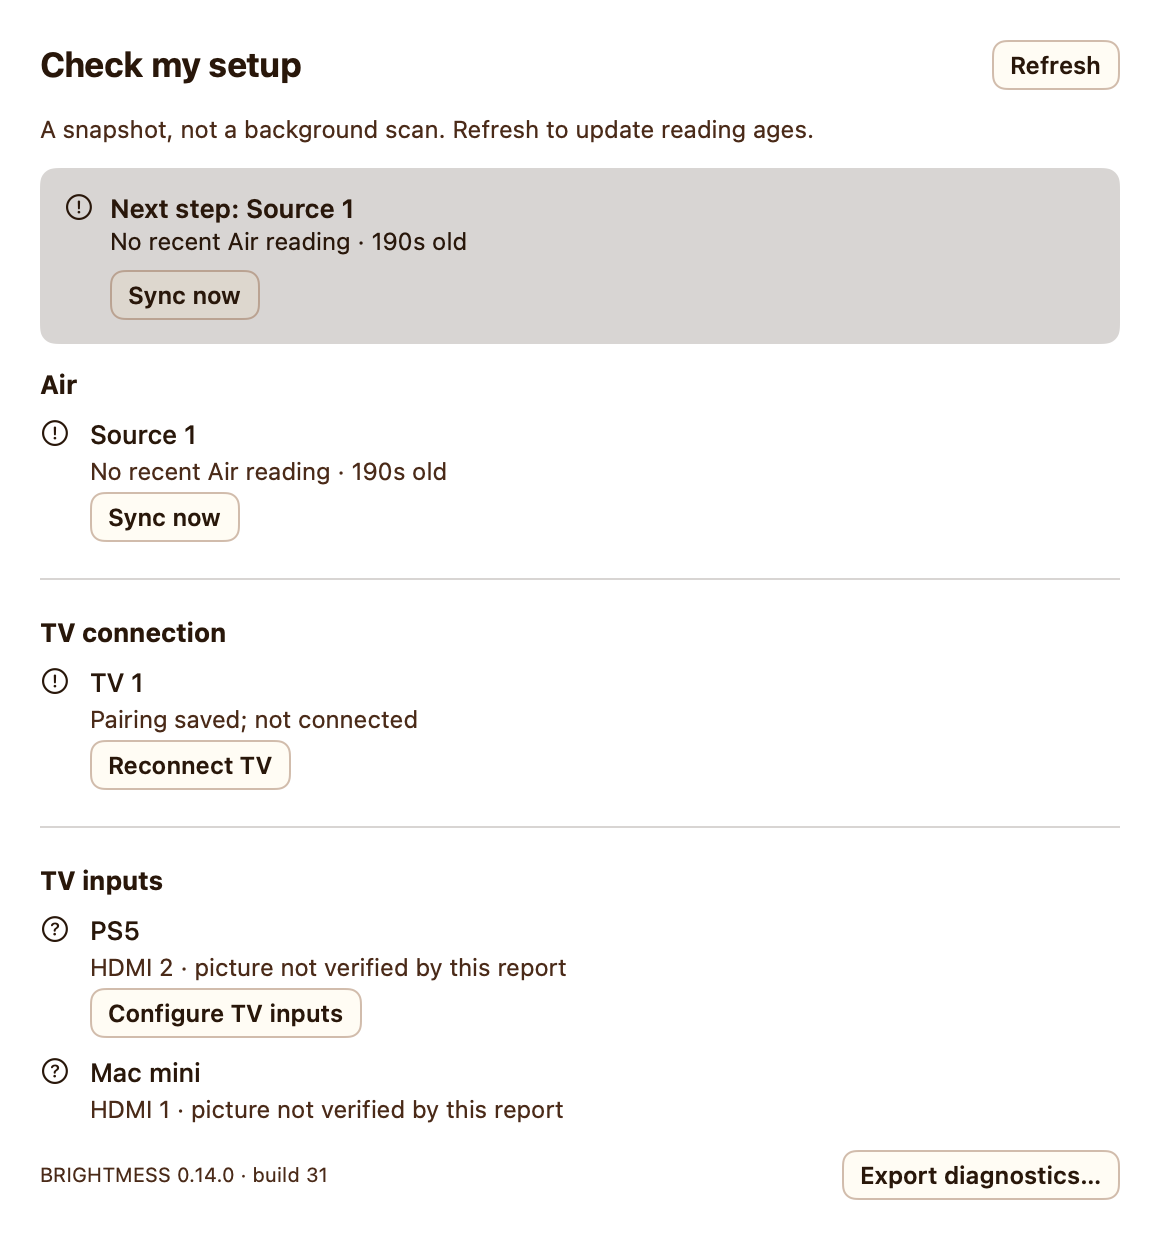 Check my setup
Refresh
A snapshot, not a background scan. Refresh to update reading ages.
Next step: Source 1
No recent Air reading · 190s old
Sync now
Air
Source 1
No recent Air reading · 190s old
Sync now
TV connection
TV 1
Pairing saved; not connected
Reconnect TV
TV inputs
PS5
HDMI 2 · picture not verified by this report
Configure TV inputs
Mac mini
HDMI 1 · picture not verified by this report
BRIGHTMESS 0.14.0 · build 31
Export diagnostics...